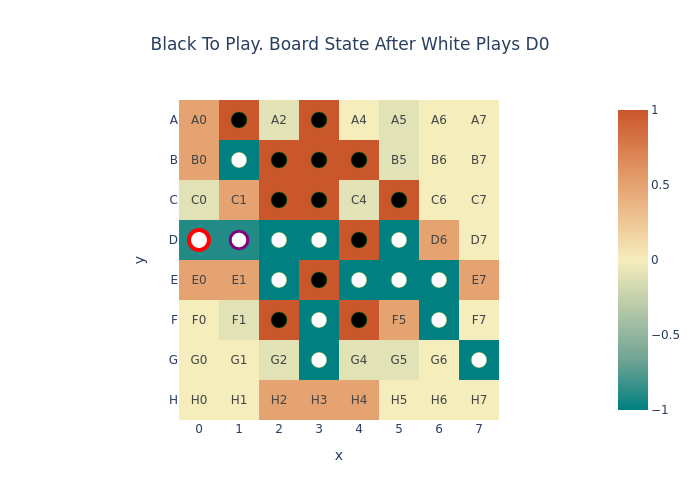 Black To Play. Board State After White Plays D0
A A0 A2 A4 A5 A6 A7
B B0 B5 B6 B7
C C0 C1 C4 C6 C7
D D6 D7
E E0 E1 E7
F F0 F1 F5 F7
G G0 G1 G2 G4 G5 G6
H H0 H1 H2 H3 H4 H5 H6 H7
0 1 2 3 4 5 6 7
x
y
1
0.5
0
−0.5
−1